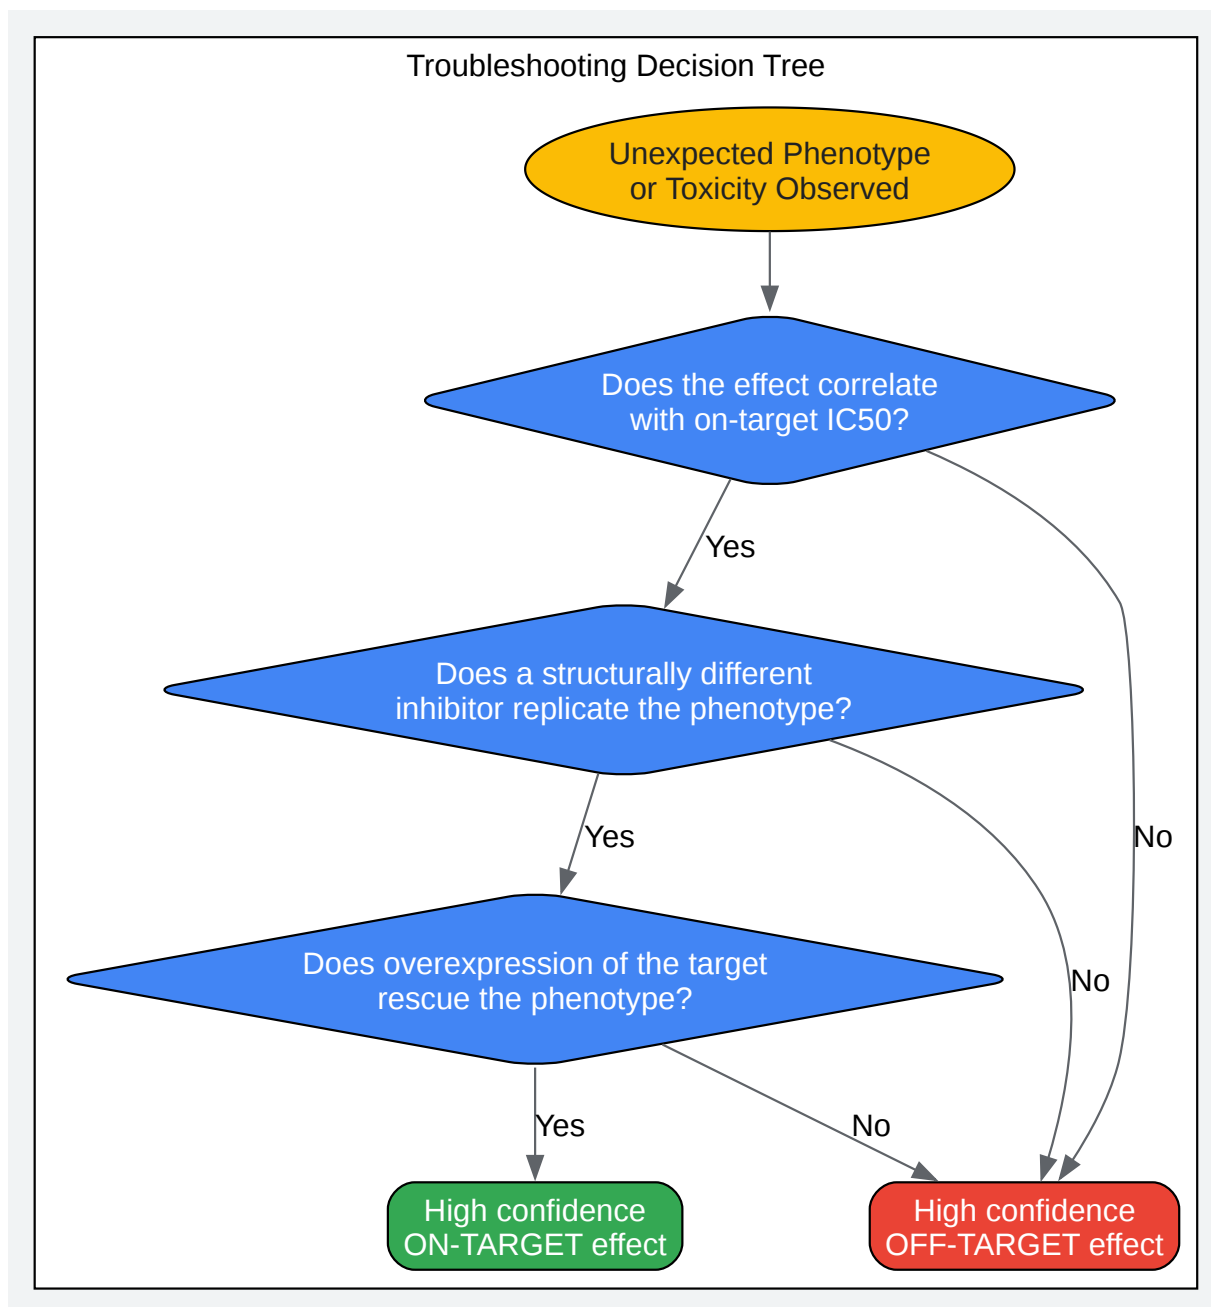 Troubleshooting Decision Tree
Unexpected Phenotype
or Toxicity Observed
Does the effect correlate
with on-target IC50?
Yes
Does a structurally different
inhibitor replicate the phenotype?
Yes
No
Does overexpression of the target
rescue the phenotype?
No
Yes
No
High confidence
ON-TARGET effect
High confidence
OFF-TARGET effect